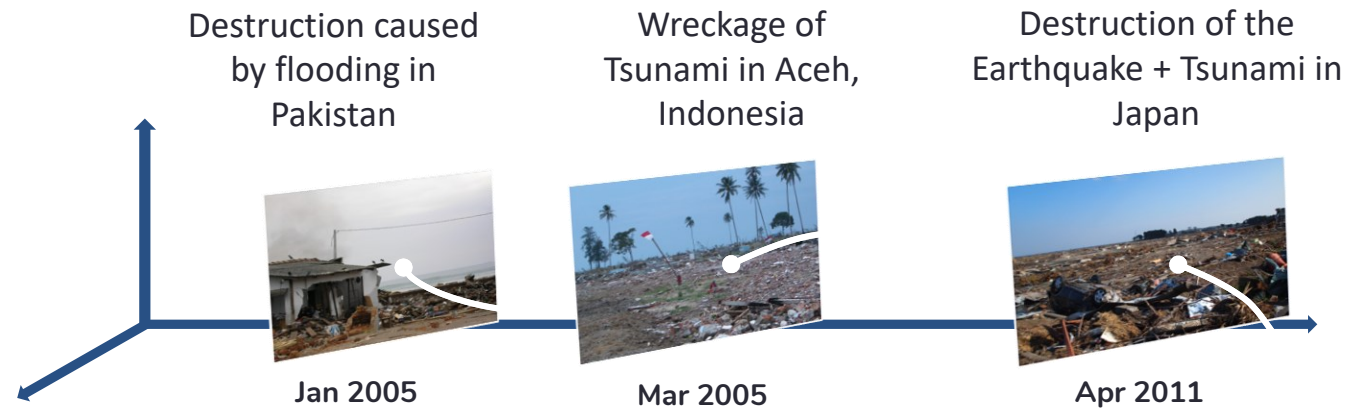 Destruction caused
by flooding in
Pakistan
Wreckage of
Tsunami in Aceh,
Indonesia
Destruction of the
Earthquake + Tsunami in
Japan
Jan 2005
Mar 2005
Apr 2011